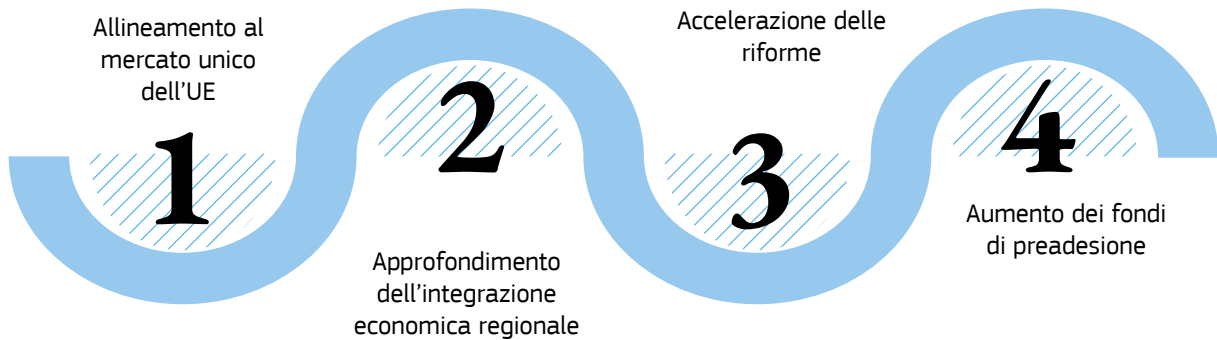 Allineamento al
mercato unico
dell'UE
1
2
Approfondimento
dell'integrazione
economica regionale
Accelerazione delle
riforme
3
4
Aumento dei fondi
di preadesione